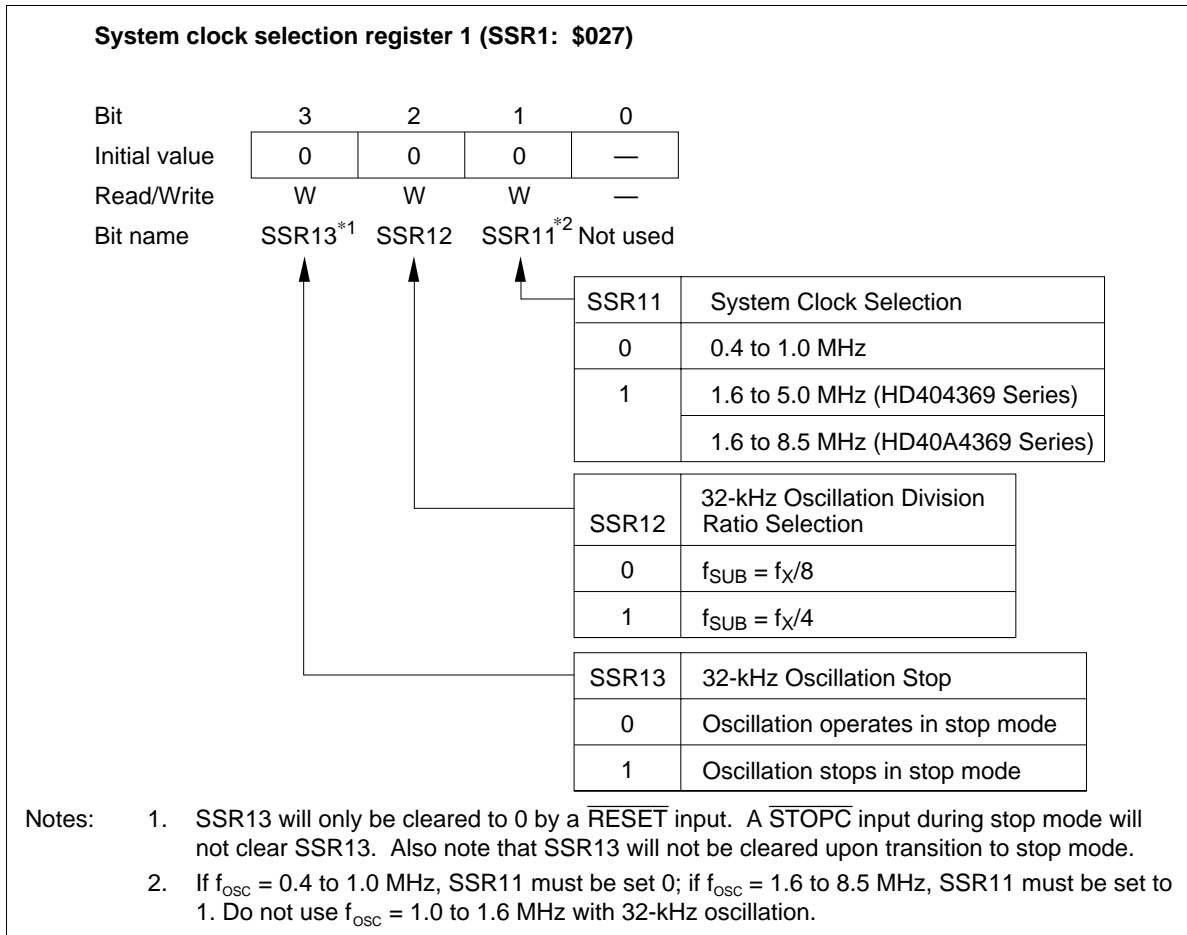 System clock selection register 1 (SSR1: $027)
Bit 3 2 1 0
Initial value 0 0 0 —
Read/Write W W W —
Bit name SSR13*1 SSR12 SSR11*2 Not used
SSR11 System Clock Selection
0 0.4 to 1.0 MHz
1 1.6 to 5.0 MHz (HD404369 Series)
1.6 to 8.5 MHz (HD40A4369 Series)
32-kHz Oscillation Division
SSR12 Ratio Selection
0 fSUB = fX/8
1 fSUB = fX/4
SSR13 32-kHz Oscillation Stop
0 Oscillation operates in stop mode
1 Oscillation stops in stop mode
Notes: 1. SSR13 will only be cleared to 0 by a RESET input. A STOPC input during stop mode will
not clear SSR13. Also note that SSR13 will not be cleared upon transition to stop mode.
2. If fOSC = 0.4 to 1.0 MHz, SSR11 must be set 0; if fOSC = 1.6 to 8.5 MHz, SSR11 must be set to
1. Do not use fOSC = 1.0 to 1.6 MHz with 32-kHz oscillation.